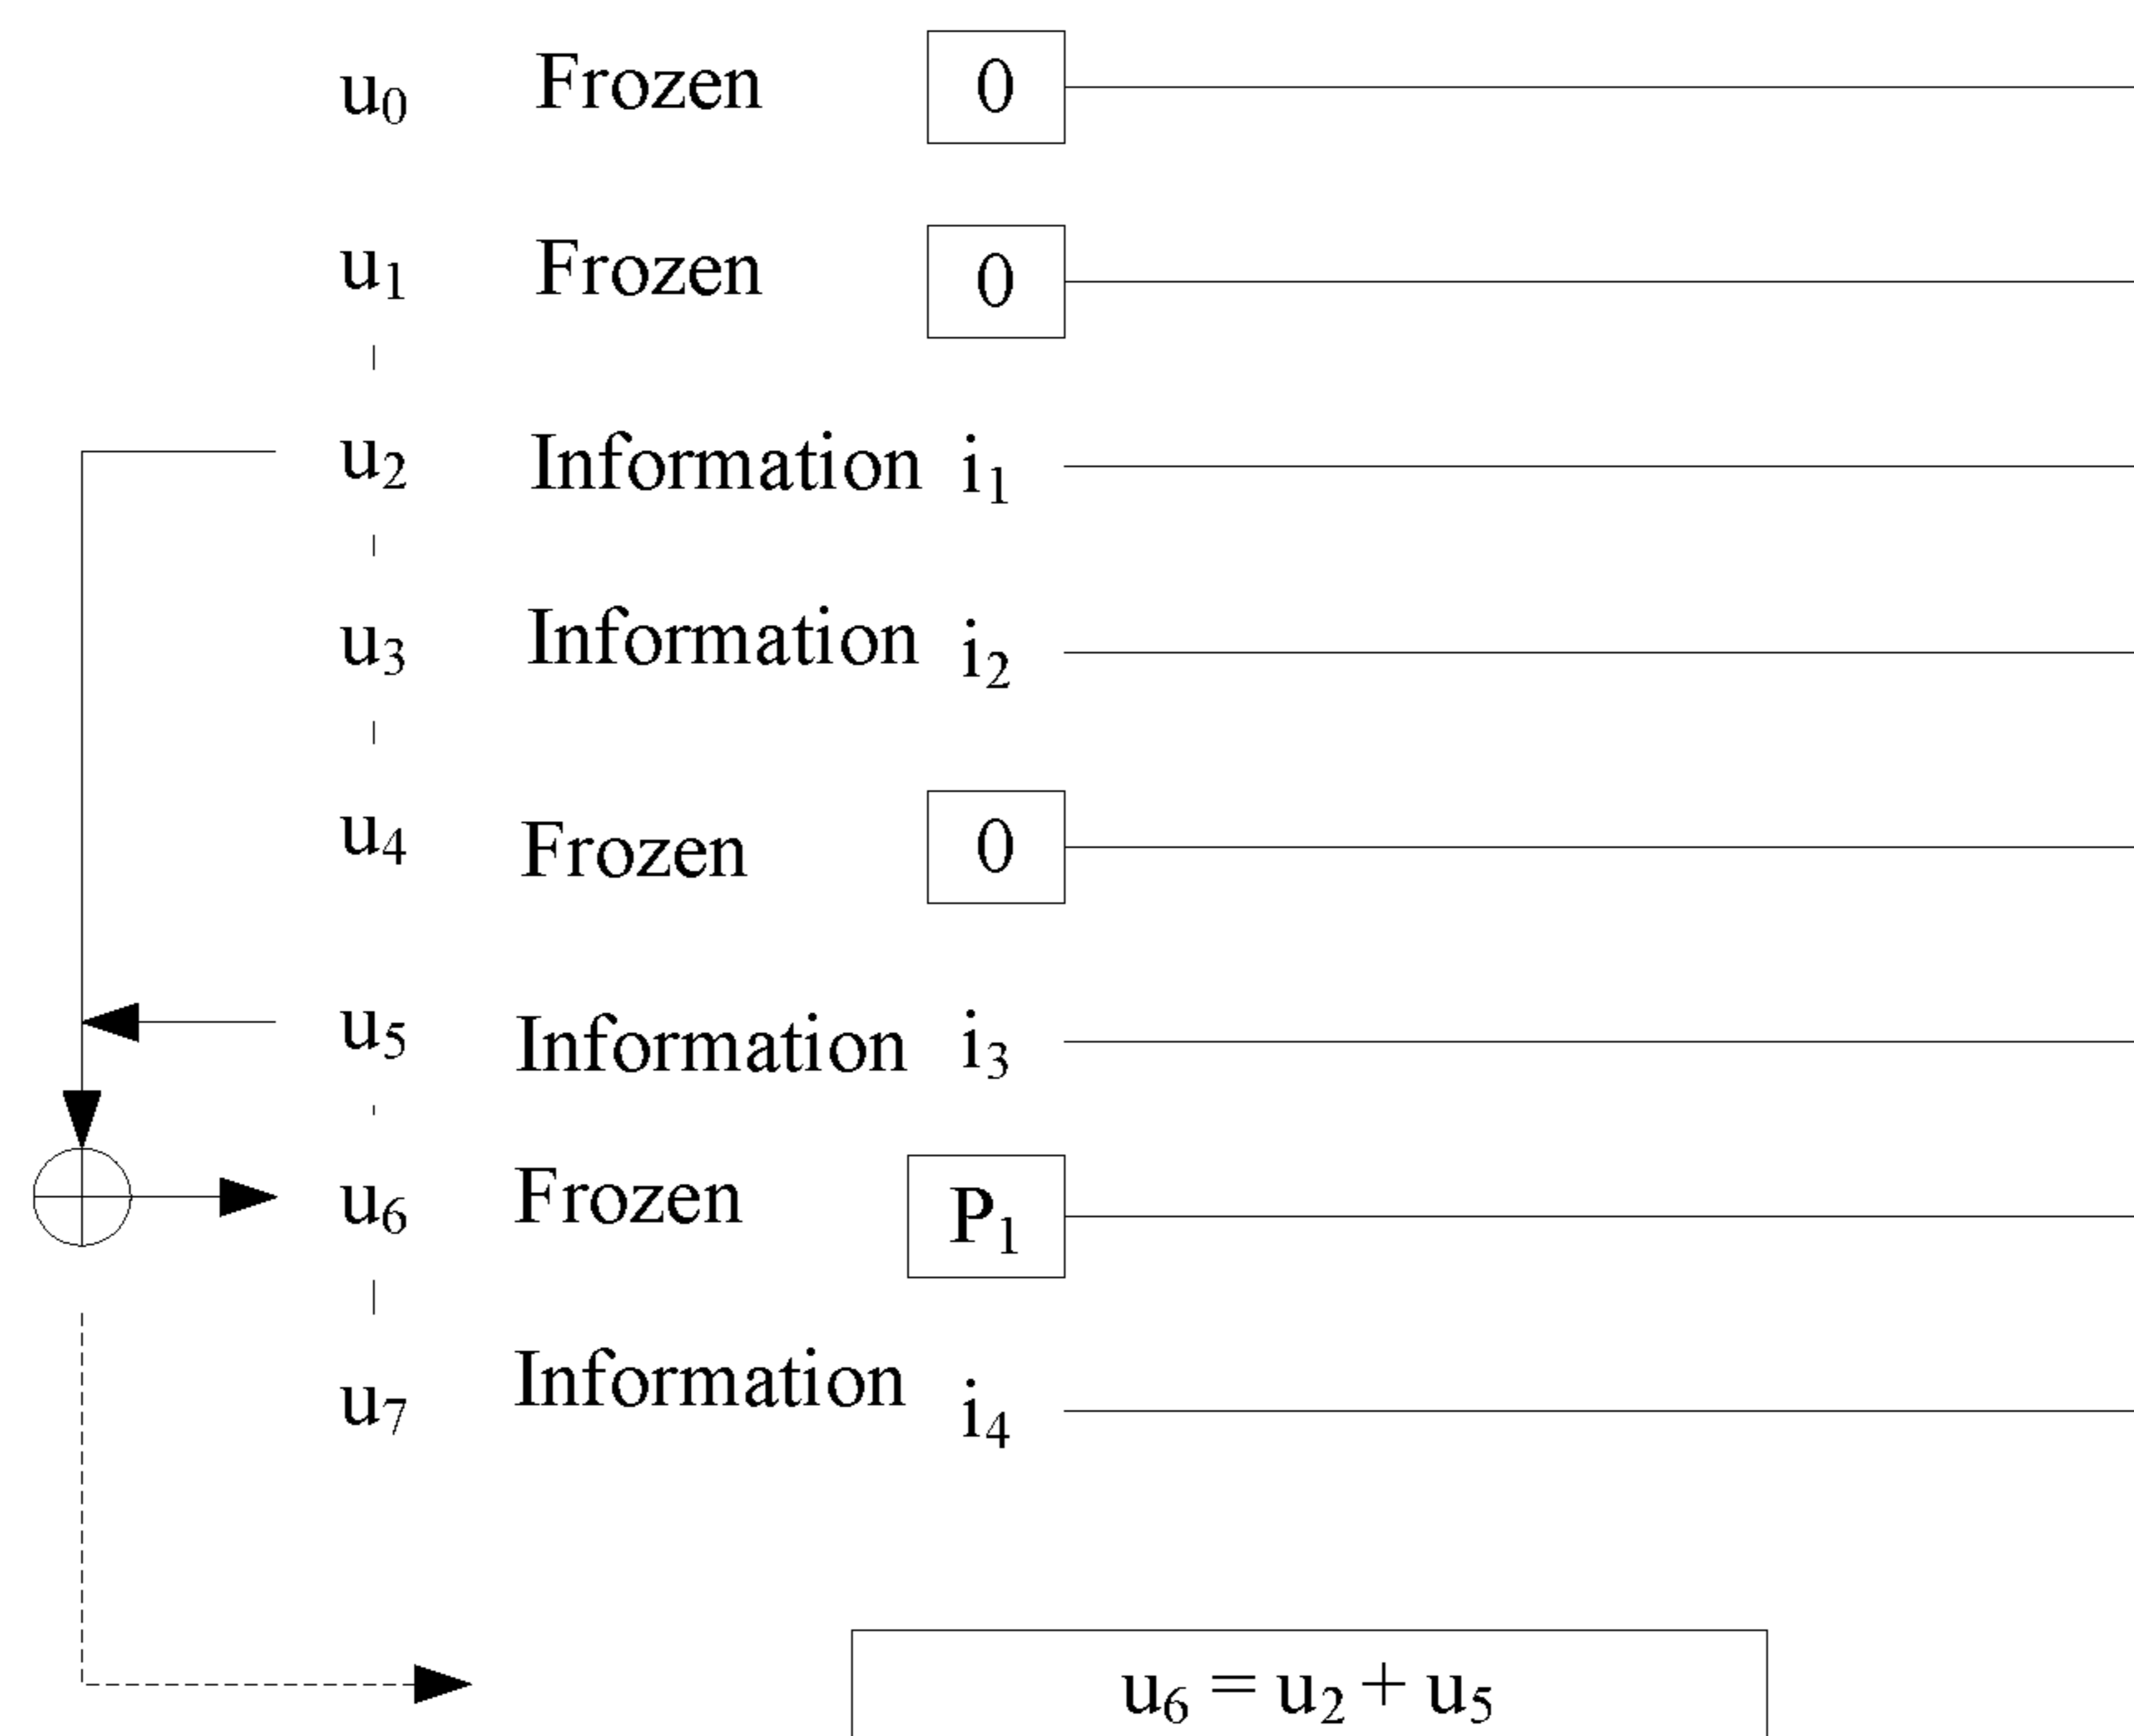 u₀ Frozen 0
u₁ Frozen 0
u₂ Information i₁
u₃ Information i₂
u₄ Frozen 0
u₅ Information i₃
u₆ Frozen P₁
u₇ Information i₄
u₆ = u₂ + u₅